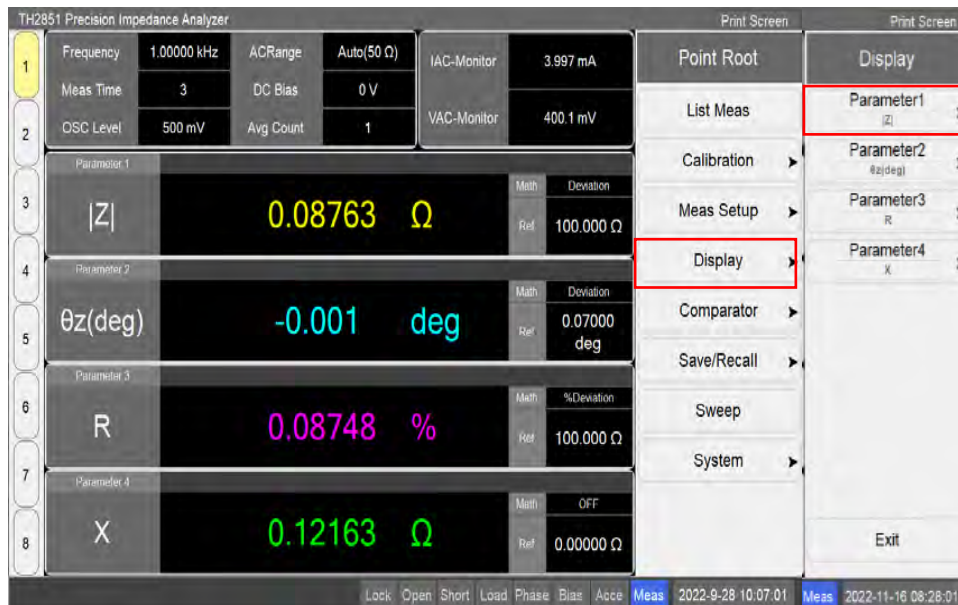 TH2851 Precision Impedance Analyzer
Print Screen
Print Screen
1
2
3
4
5
6
7
8
Frequency 1.00000 kHz ACRange Auto(50 Ω)
Meas Time 3 DC Bias 0 V
OSC Level 500 mV Avg Count 1
IAC-Monitor 3.997 mA
VAC-Monitor 400.1 mV
Parameter 1
|Z| 0.08763 Ω
Math Deviation
Ref 100.000 Ω
Parameter 2
θz(deg) -0.001 deg
Math Deviation
Ref 0.07000
deg
Parameter 3
R 0.08748 %
Math %Deviation
Ref 100.000 Ω
Parameter 4
X 0.12163 Ω
Math OFF
Ref 0.00000 Ω
Point Root
List Meas
Calibration
Meas Setup
Display
Comparator
Save/Recall
Sweep
System
Display
Parameter1
|Z|
Parameter2
θz(deg)
Parameter3
R
Parameter4
X
Exit
Lock Open Short Load Phase Bias Acce Meas 2022-9-28 10:07:01
Meas 2022-11-16 08:28:01